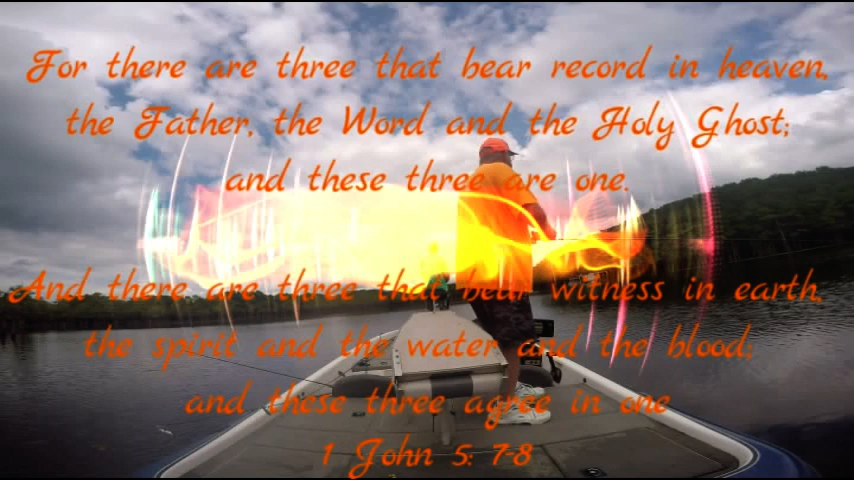 For there are three that bear record in heaven,
the Father, the Word and the Holy Ghost;
and these three are one.
And there are three that bear witness in earth,
the spirit and the water and the blood;
and these three agree in one
1 John 5: 7-8